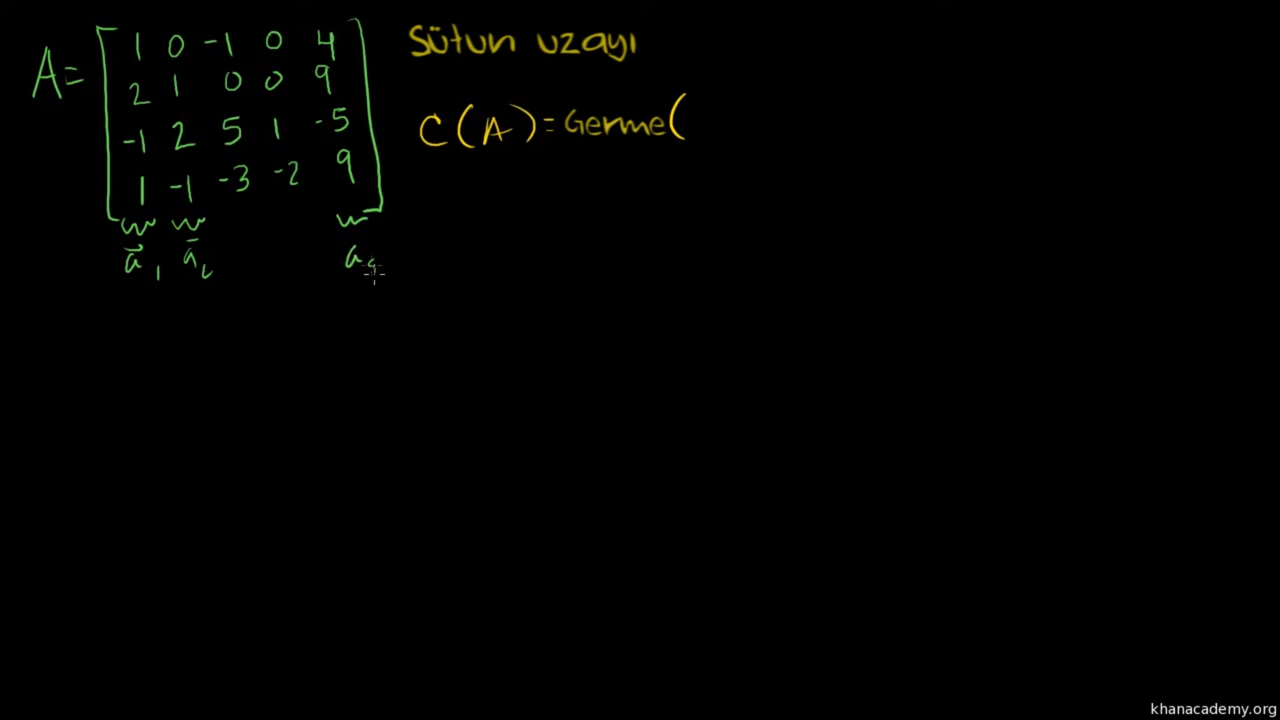 A = [ 1 0 -1 0 4
2 1 0 0 9
-1 2 5 1 -5
1 -1 -3 -2 9 ]
a⃗1 a⃗2 a
Sütun uzayı
C(A) = Germe(
khanacademy.org